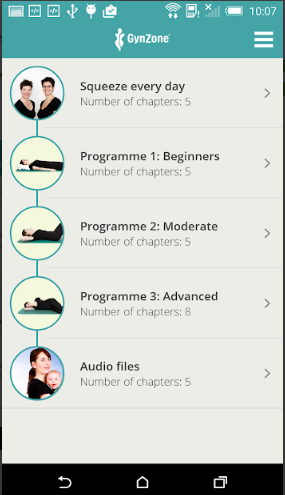 10:07
GynZone
Squeeze every day
Number of chapters: 5
Programme 1: Beginners
Number of chapters: 5
Programme 2: Moderate
Number of chapters: 5
Programme 3: Advanced
Number of chapters: 8
Audio files
Number of chapters: 5